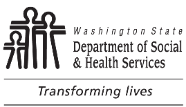 Washington State
Department of Social
& Health Services
Transforming lives